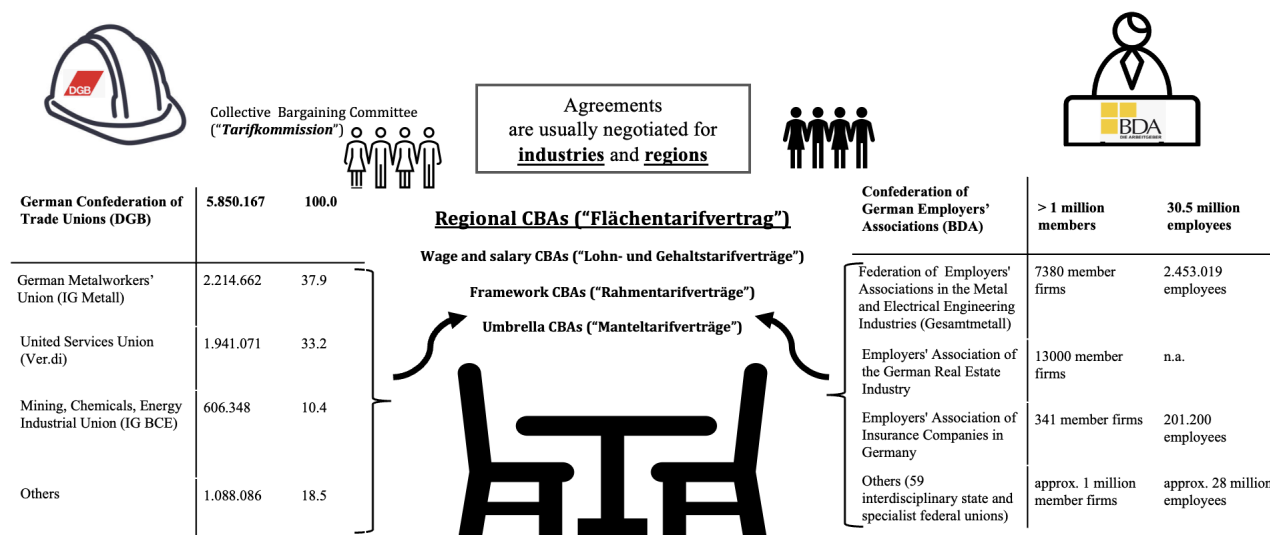 DGB
Collective Bargaining Committee
(“Tarifkommission”)
Agreements
are usually negotiated for
industries and regions
BDA
DIE ARBEITGEBER
German Confederation of
Trade Unions (DGB)
5.850.167
100.0
German Metalworkers’
Union (IG Metall)
2.214.662
37.9
United Services Union
(Ver.di)
1.941.071
33.2
Mining, Chemicals, Energy
Industrial Union (IG BCE)
606.348
10.4
Others
1.088.086
18.5
Regional CBAs (“Flächentarifvertrag”)
Wage and salary CBAs (“Lohn- und Gehaltstarifverträge”)
Framework CBAs (“Rahmentarifverträge”)
Umbrella CBAs (“Manteltarifverträge”)
Confederation of
German Employers’
Associations (BDA)
> 1 million
members
30.5 million
employees
Federation of Employers'
Associations in the Metal
and Electrical Engineering
Industries (Gesamtmetall)
7380 member
firms
2.453.019
employees
Employers' Association of
the German Real Estate
Industry
13000 member
firms
n.a.
Employers' Association of
Insurance Companies in
Germany
341 member firms
201.200
employees
Others (59
interdisciplinary state and
specialist federal unions)
approx. 1 million
member firms
approx. 28 million
employees